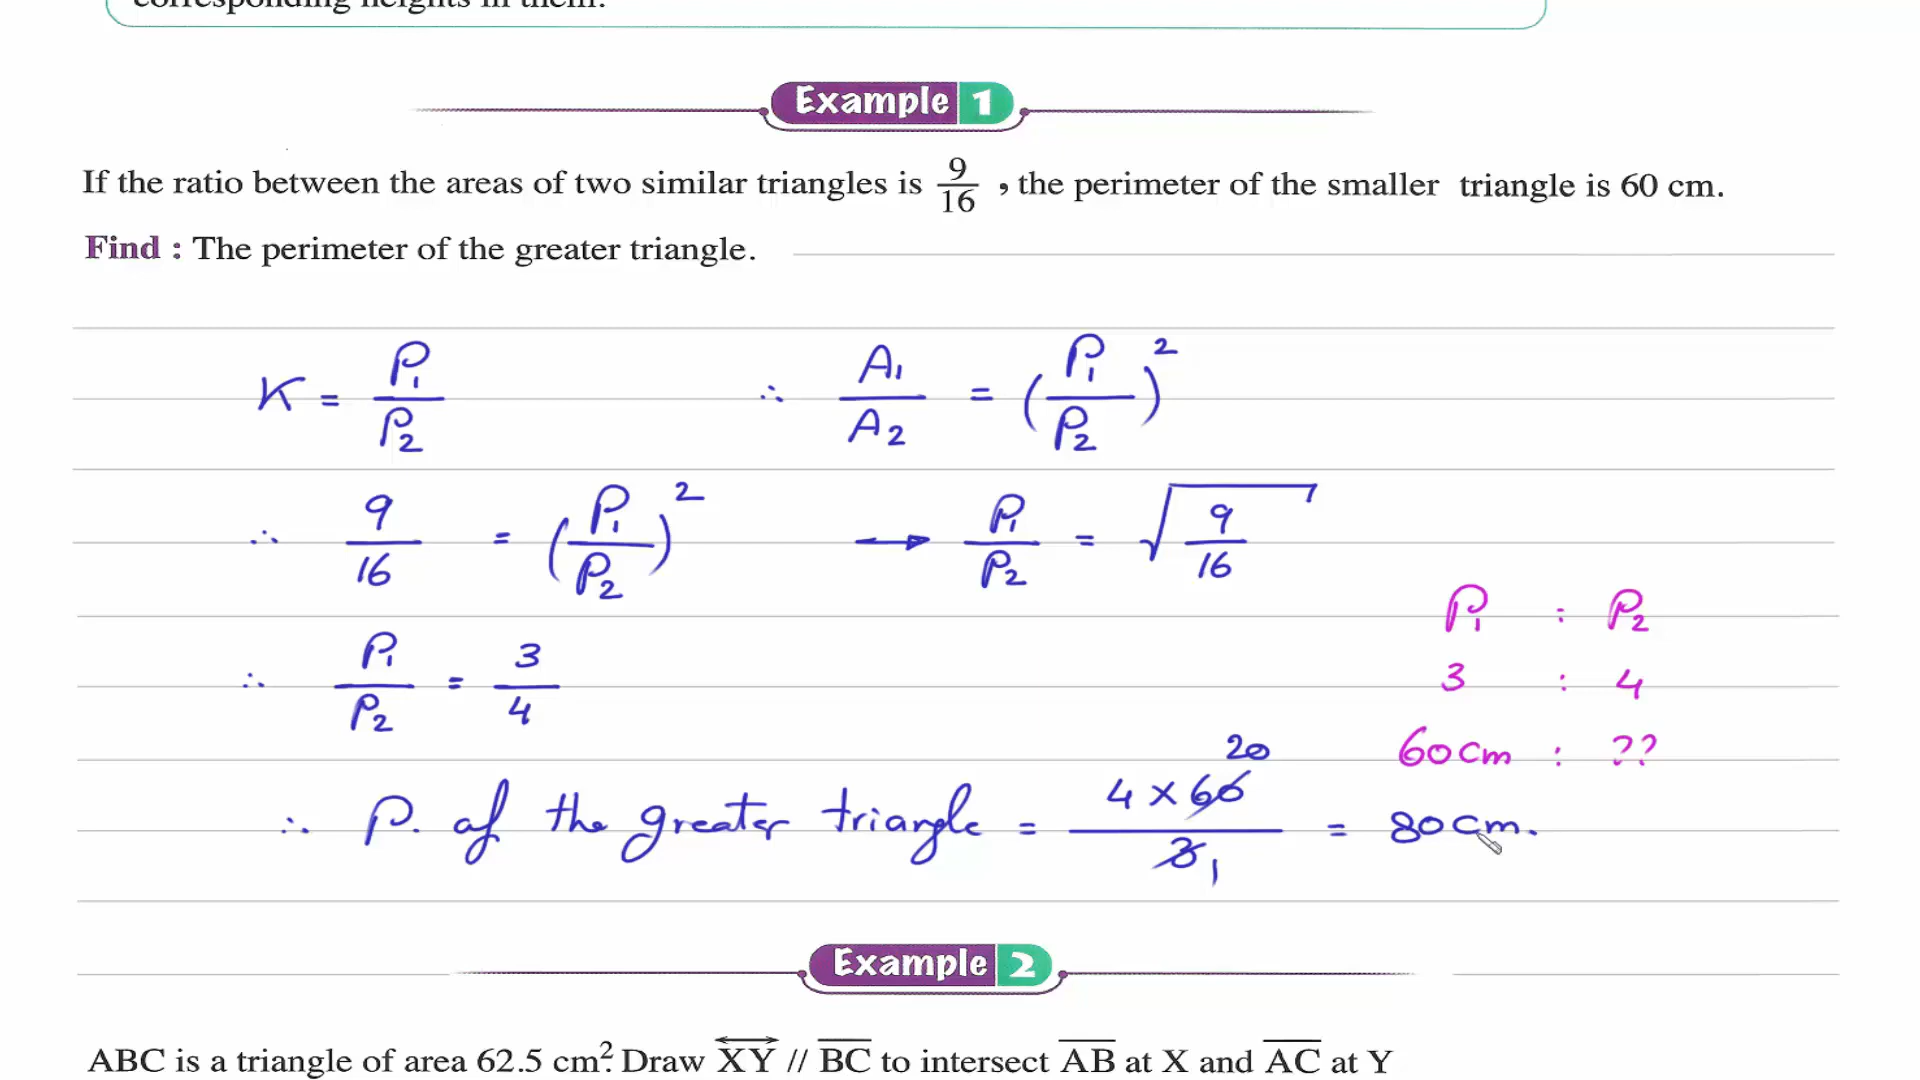 corresponding heights in them.
Example 1
If the ratio between the areas of two similar triangles is 9/16 , the perimeter of the smaller triangle is 60 cm.
Find : The perimeter of the greater triangle.
K = P₁/P₂ ∴ A₁/A₂ = (P₁/P₂)²
∴ 9/16 = (P₁/P₂)² → P₁/P₂ = √(9/16)
P₁ : P₂
∴ P₁/P₂ = 3/4
3 : 4
60 cm : ??
∴ P. of the greater triangle = 4 × 60 20 / 3 1 = 80 cm.
Example 2
ABC is a triangle of area 62.5 cm². Draw XY // BC to intersect AB at X and AC at Y